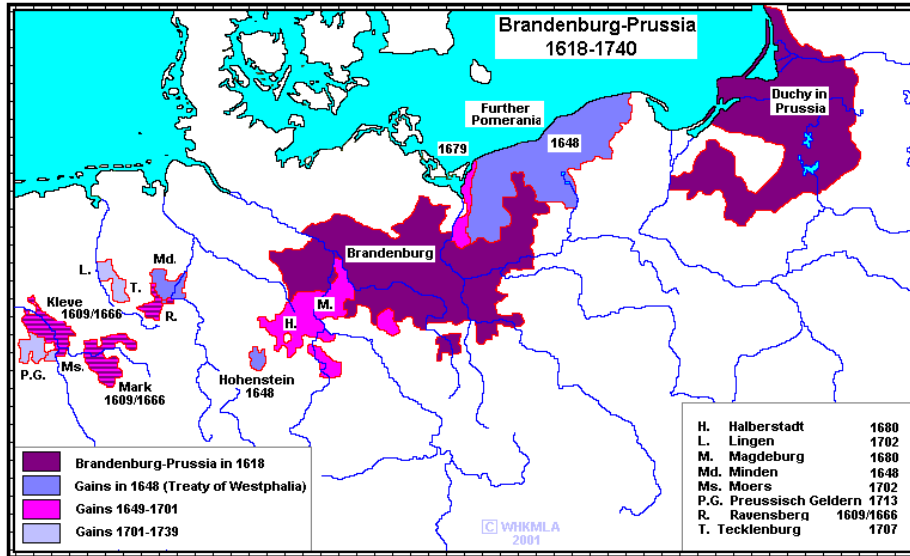 Brandenburg-Prussia
1618-1740
Duchy in
Prussia
Further
Pomerania
1679
1648
Brandenburg
L.
Md.
T.
Kleve
1609/1666
R.
M.
H.
P.G.
Ms.
Mark
1609/1666
Hohenstein
1648
H. Halberstadt 1680
L. Lingen 1702
M. Magdeburg 1680
Md. Minden 1648
Ms. Moers 1702
P.G. Preussisch Geldern 1713
R. Ravensberg 1609/1666
T. Tecklenburg 1707
Brandenburg-Prussia in 1618
Gains in 1648 (Treaty of Westphalia)
Gains 1649-1701
Gains 1701-1739
C WHKMLA
2001